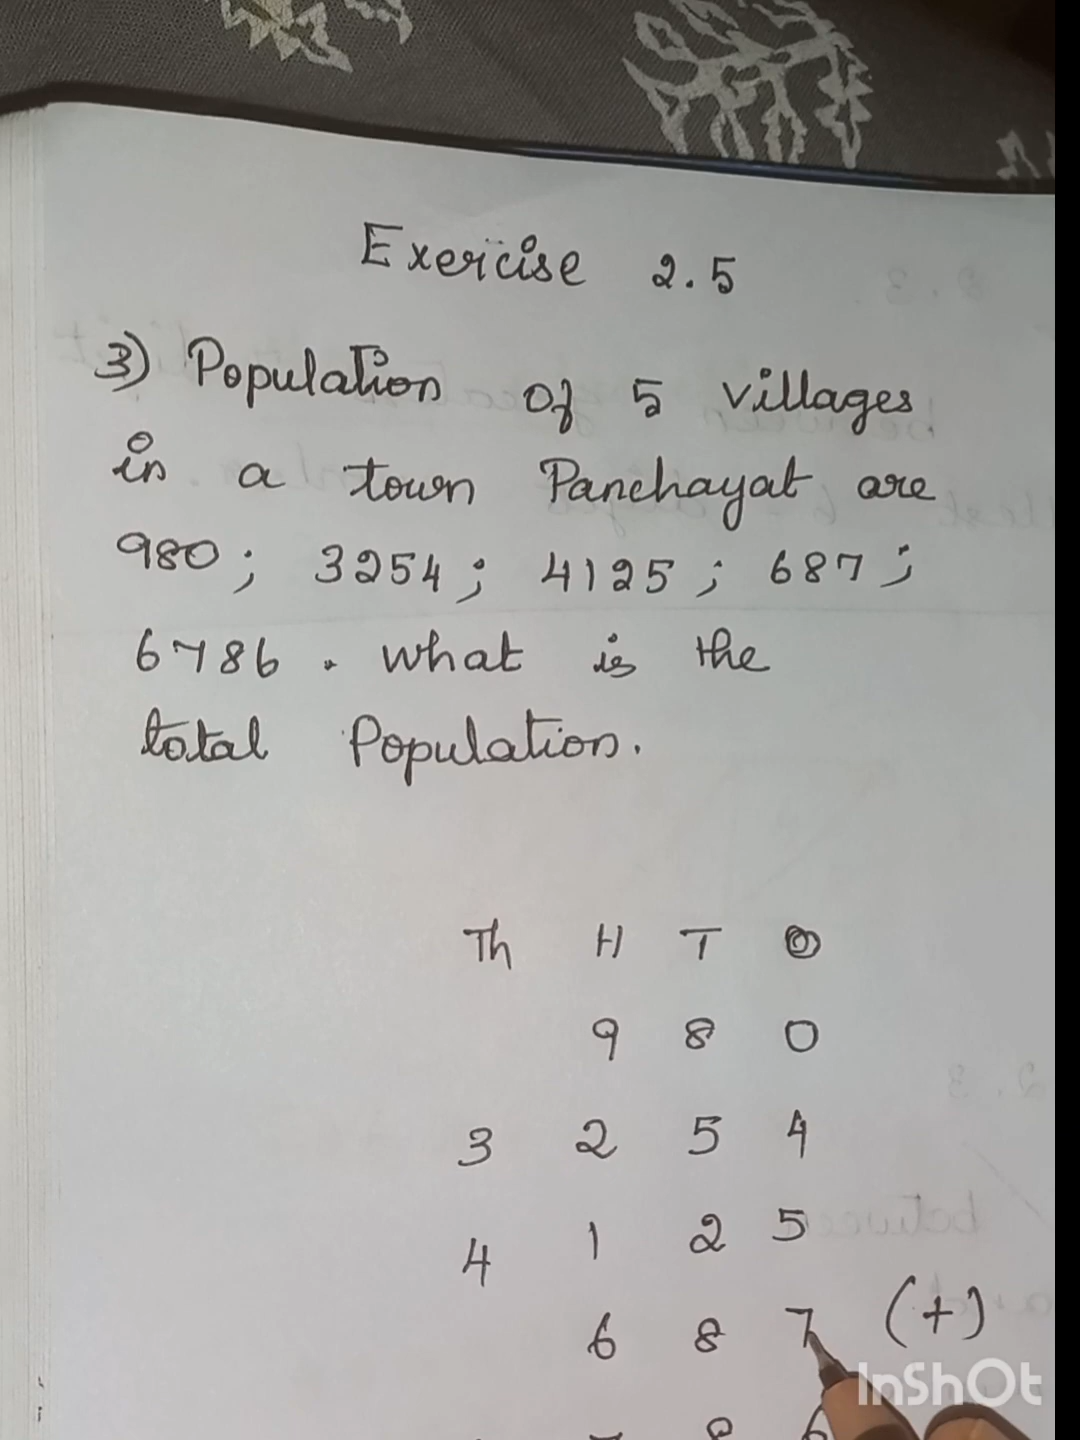 Exercise 2.5
3) Population of 5 villages
in a town Panchayat are
980; 3254; 4125; 687;
6786. What is the
total Population.
Th H T O
9 8 0
3 2 5 4
4 1 2 5
6 8 7 (+)
InShOt